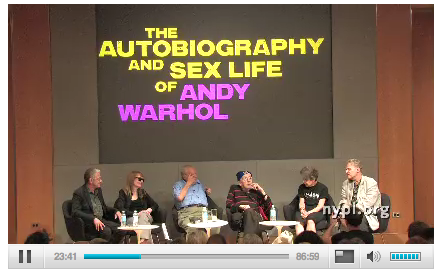 THE
AUTOBIOGRAPHY
AND SEX LIFE
OF ANDY
WARHOL
nypl.org
23:41
86:59